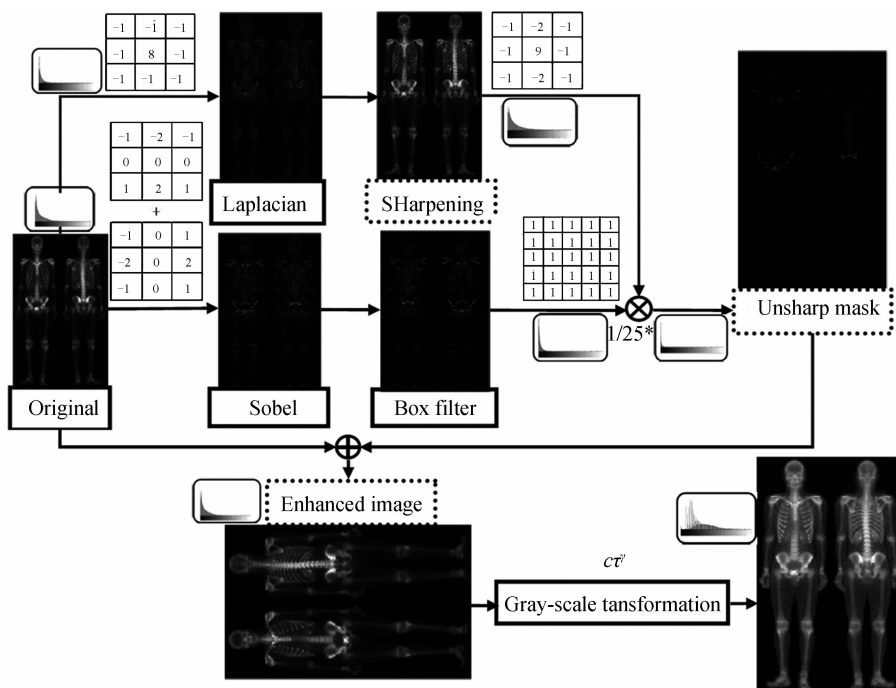 -1 -i -1
-1 8 -1
-1 -1 -1
-1 -2 -1
-1 9 -1
-1 -2 -1
-1 -2 -1
0 0 0
1 2 1
+
-1 0 1
-2 0 2
-1 0 1
Laplacian
SHarpening
1 1 1 1 1
1 1 1 1 1
1 1 1 1 1
1 1 1 1 1
1 1 1 1 1
1/25*
Unsharp mask
Original
Sobel
Box filter
Enhanced image
cτγ
Gray-scale tansformation